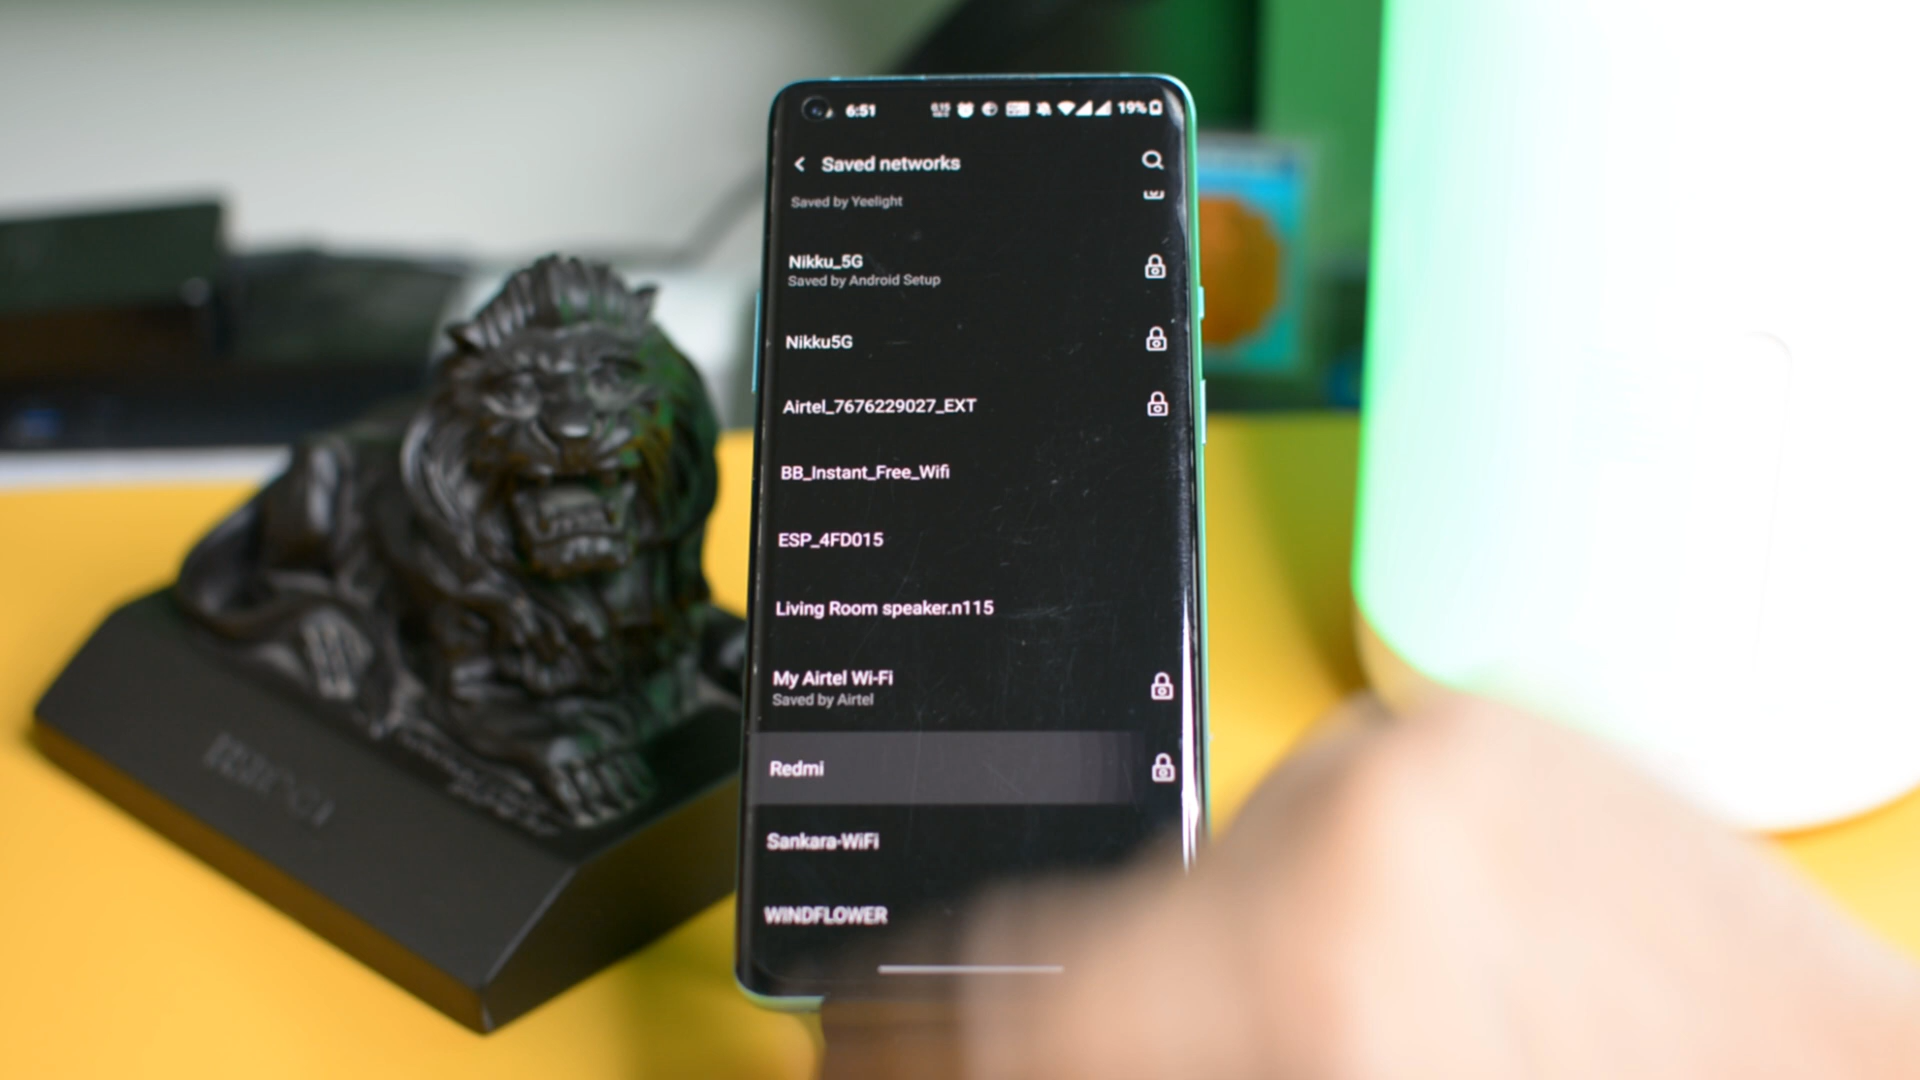 6:51
19%
Saved networks
Saved by Yeelight
Nikku_5G
Saved by Android Setup
Nikku5G
Airtel_7676229027_EXT
BB_Instant_Free_Wifi
ESP_4FD015
Living Room speaker.n115
My Airtel Wi-Fi
Saved by Airtel
Redmi
Sankara-WiFi
WINDFLOWER